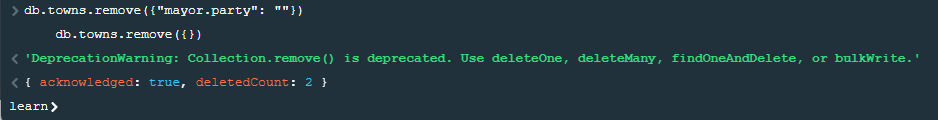 > db.towns.remove({"mayor.party": ""})
db.towns.remove({})
< 'DeprecationWarning: Collection.remove() is deprecated. Use deleteOne, deleteMany, findOneAndDelete, or bulkWrite.'
< { acknowledged: true, deletedCount: 2 }
learn>